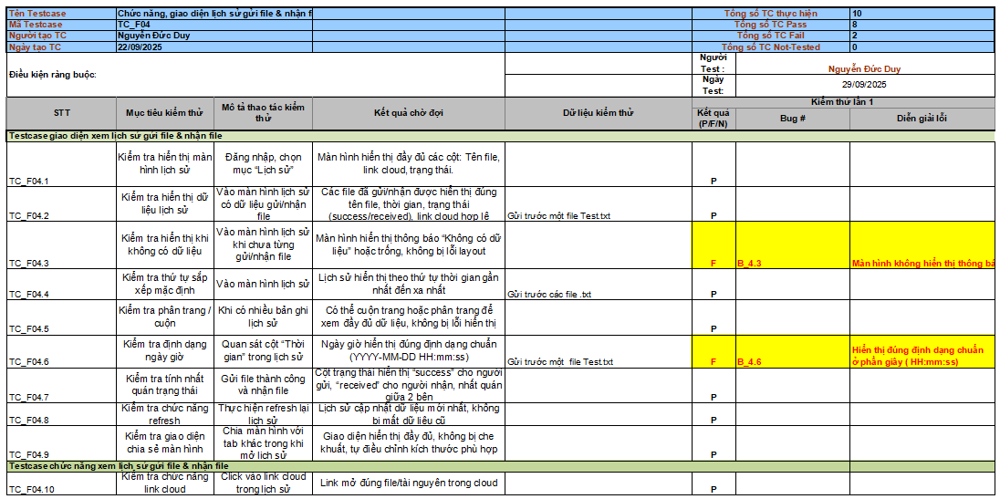 Tên Testcase Chức năng, giao diện lịch sử gửi file & nhận f Tổng số TC thực hiện 10
Mã Testcase TC_F04 Tổng số TC Pass 8
Người tạo TC Nguyễn Đức Duy Tổng số TC Fail 2
Ngày tạo TC 22/09/2025 Tổng số TC Not-Tested 0
Điều kiện ràng buộc:
Người
Test :
Nguyễn Đức Duy
Ngày
Test:
29/09/2025
STT
Mục tiêu kiểm thử
Mô tả thao tác kiểm
thử
Kết quả chờ đợi
Dữ liệu kiểm thử
Kiểm thử lần 1
Kết quả
(P/F/N)
Bug #
Diễn giải lỗi
Testcase giao diện xem lịch sử gửi file & nhận file
TC_F04.1
Kiểm tra hiển thị màn
hình lịch sử
Đăng nhập, chọn
mục “Lịch sử”
Màn hình hiển thị đầy đủ các cột: Tên file,
link cloud, trạng thái.
P
TC_F04.2
Kiểm tra hiển thị dữ
liệu lịch sử
Vào màn hình lịch sử
có dữ liệu gửi/nhận
file
Các file đã gửi/nhận được hiển thị đúng
tên file, thời gian, trạng thái
(success/received), link cloud hợp lệ
Gửi trước một file Test.txt
P
TC_F04.3
Kiểm tra hiển thị khi
không có dữ liệu
Vào màn hình lịch sử
khi chưa từng
gửi/nhận file
Màn hình hiển thị thông báo “Không có dữ
liệu” hoặc trống, không bị lỗi layout
F
B_4.3
Màn hình không hiển thị thông bá
TC_F04.4
Kiểm tra thứ tự sắp
xếp mặc định
Vào màn hình lịch sử
Lịch sử hiển thị theo thứ tự thời gian gần
nhất đến xa nhất
Gửi trước các file .txt
P
TC_F04.5
Kiểm tra phân trang /
cuộn
Khi có nhiều bản ghi
lịch sử
Có thể cuộn trang hoặc phân trang để
xem đầy đủ dữ liệu, không bị lỗi hiển thị
P
TC_F04.6
Kiểm tra định dạng
ngày giờ
Quan sát cột “Thời
gian” trong lịch sử
Ngày giờ hiển thị đúng định dạng chuẩn
(YYYY-MM-DD HH:mm:ss)
Gửi trước một  file Test.txt
F
B_4.6
Hiển thị đúng định dạng chuẩn
ở phần giây ( HH:mm:ss)
TC_F04.7
Kiểm tra tính nhất
quán trạng thái
Gửi file thành công
và nhận file
Cột trạng thái hiển thị “success” cho người
gửi, “received” cho người nhận, nhất quán
giữa 2 bên
P
TC_F04.8
Kiểm tra chức năng
refresh
Thực hiện refresh lại
lịch sử
Lịch sử cập nhật dữ liệu mới nhất, không
bị mất dữ liệu cũ
P
TC_F04.9
Kiểm tra giao diện
chia sẻ màn hình
Chia màn hình với
tab khác trong khi
mở lịch sử
Giao diện hiển thị đầy đủ, không bị che
khuất, tự điều chỉnh kích thước phù hợp
P
Testcase chức năng xem lịch sử gửi file & nhận file
TC_F04.10
Kiểm tra chức năng
link cloud
Click vào link cloud
trong lịch sử
Link mở đúng file/tài nguyên trong cloud
P